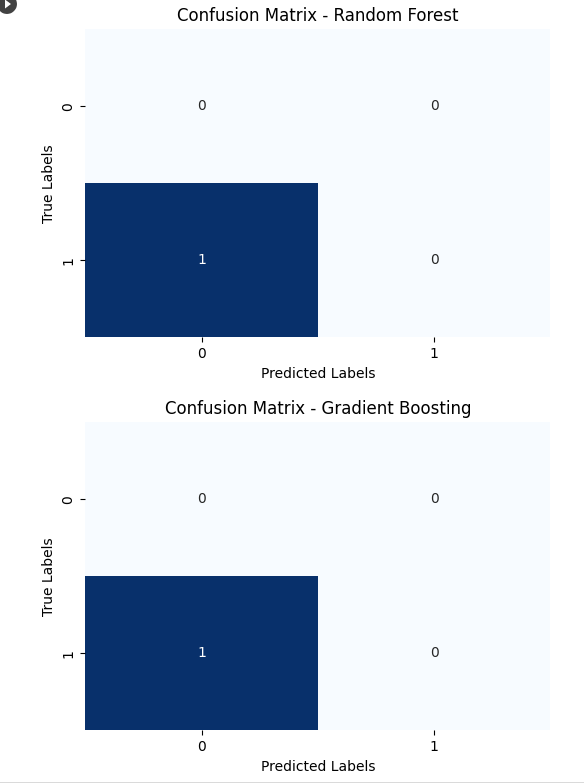 Confusion Matrix - Random Forest
0 0
0
True Labels
1 0
1
0 1
Predicted Labels
Confusion Matrix - Gradient Boosting
0 0
0
True Labels
1 0
1
0 1
Predicted Labels